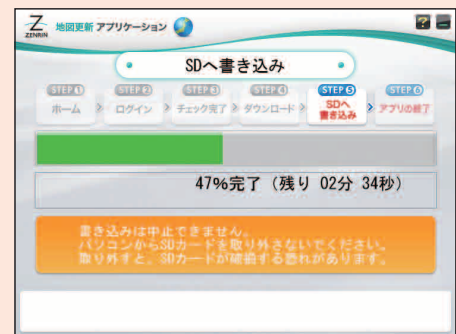 Z
ZENRIN
地図更新 アプリケーション
?
SDへ書き込み
STEP① STEP② STEP③ STEP④ STEP⑤ STEP⑥
ホーム > ログイン > チェック完了 > ダウンロード > SDへ 書き込み > アプリの終了
47%完了 (残り 02分 34秒)
書き込みは中止できません。
パソコンからSDカードを取り外さないでください。
取り外すと、SDカードが破損する恐れがあります。